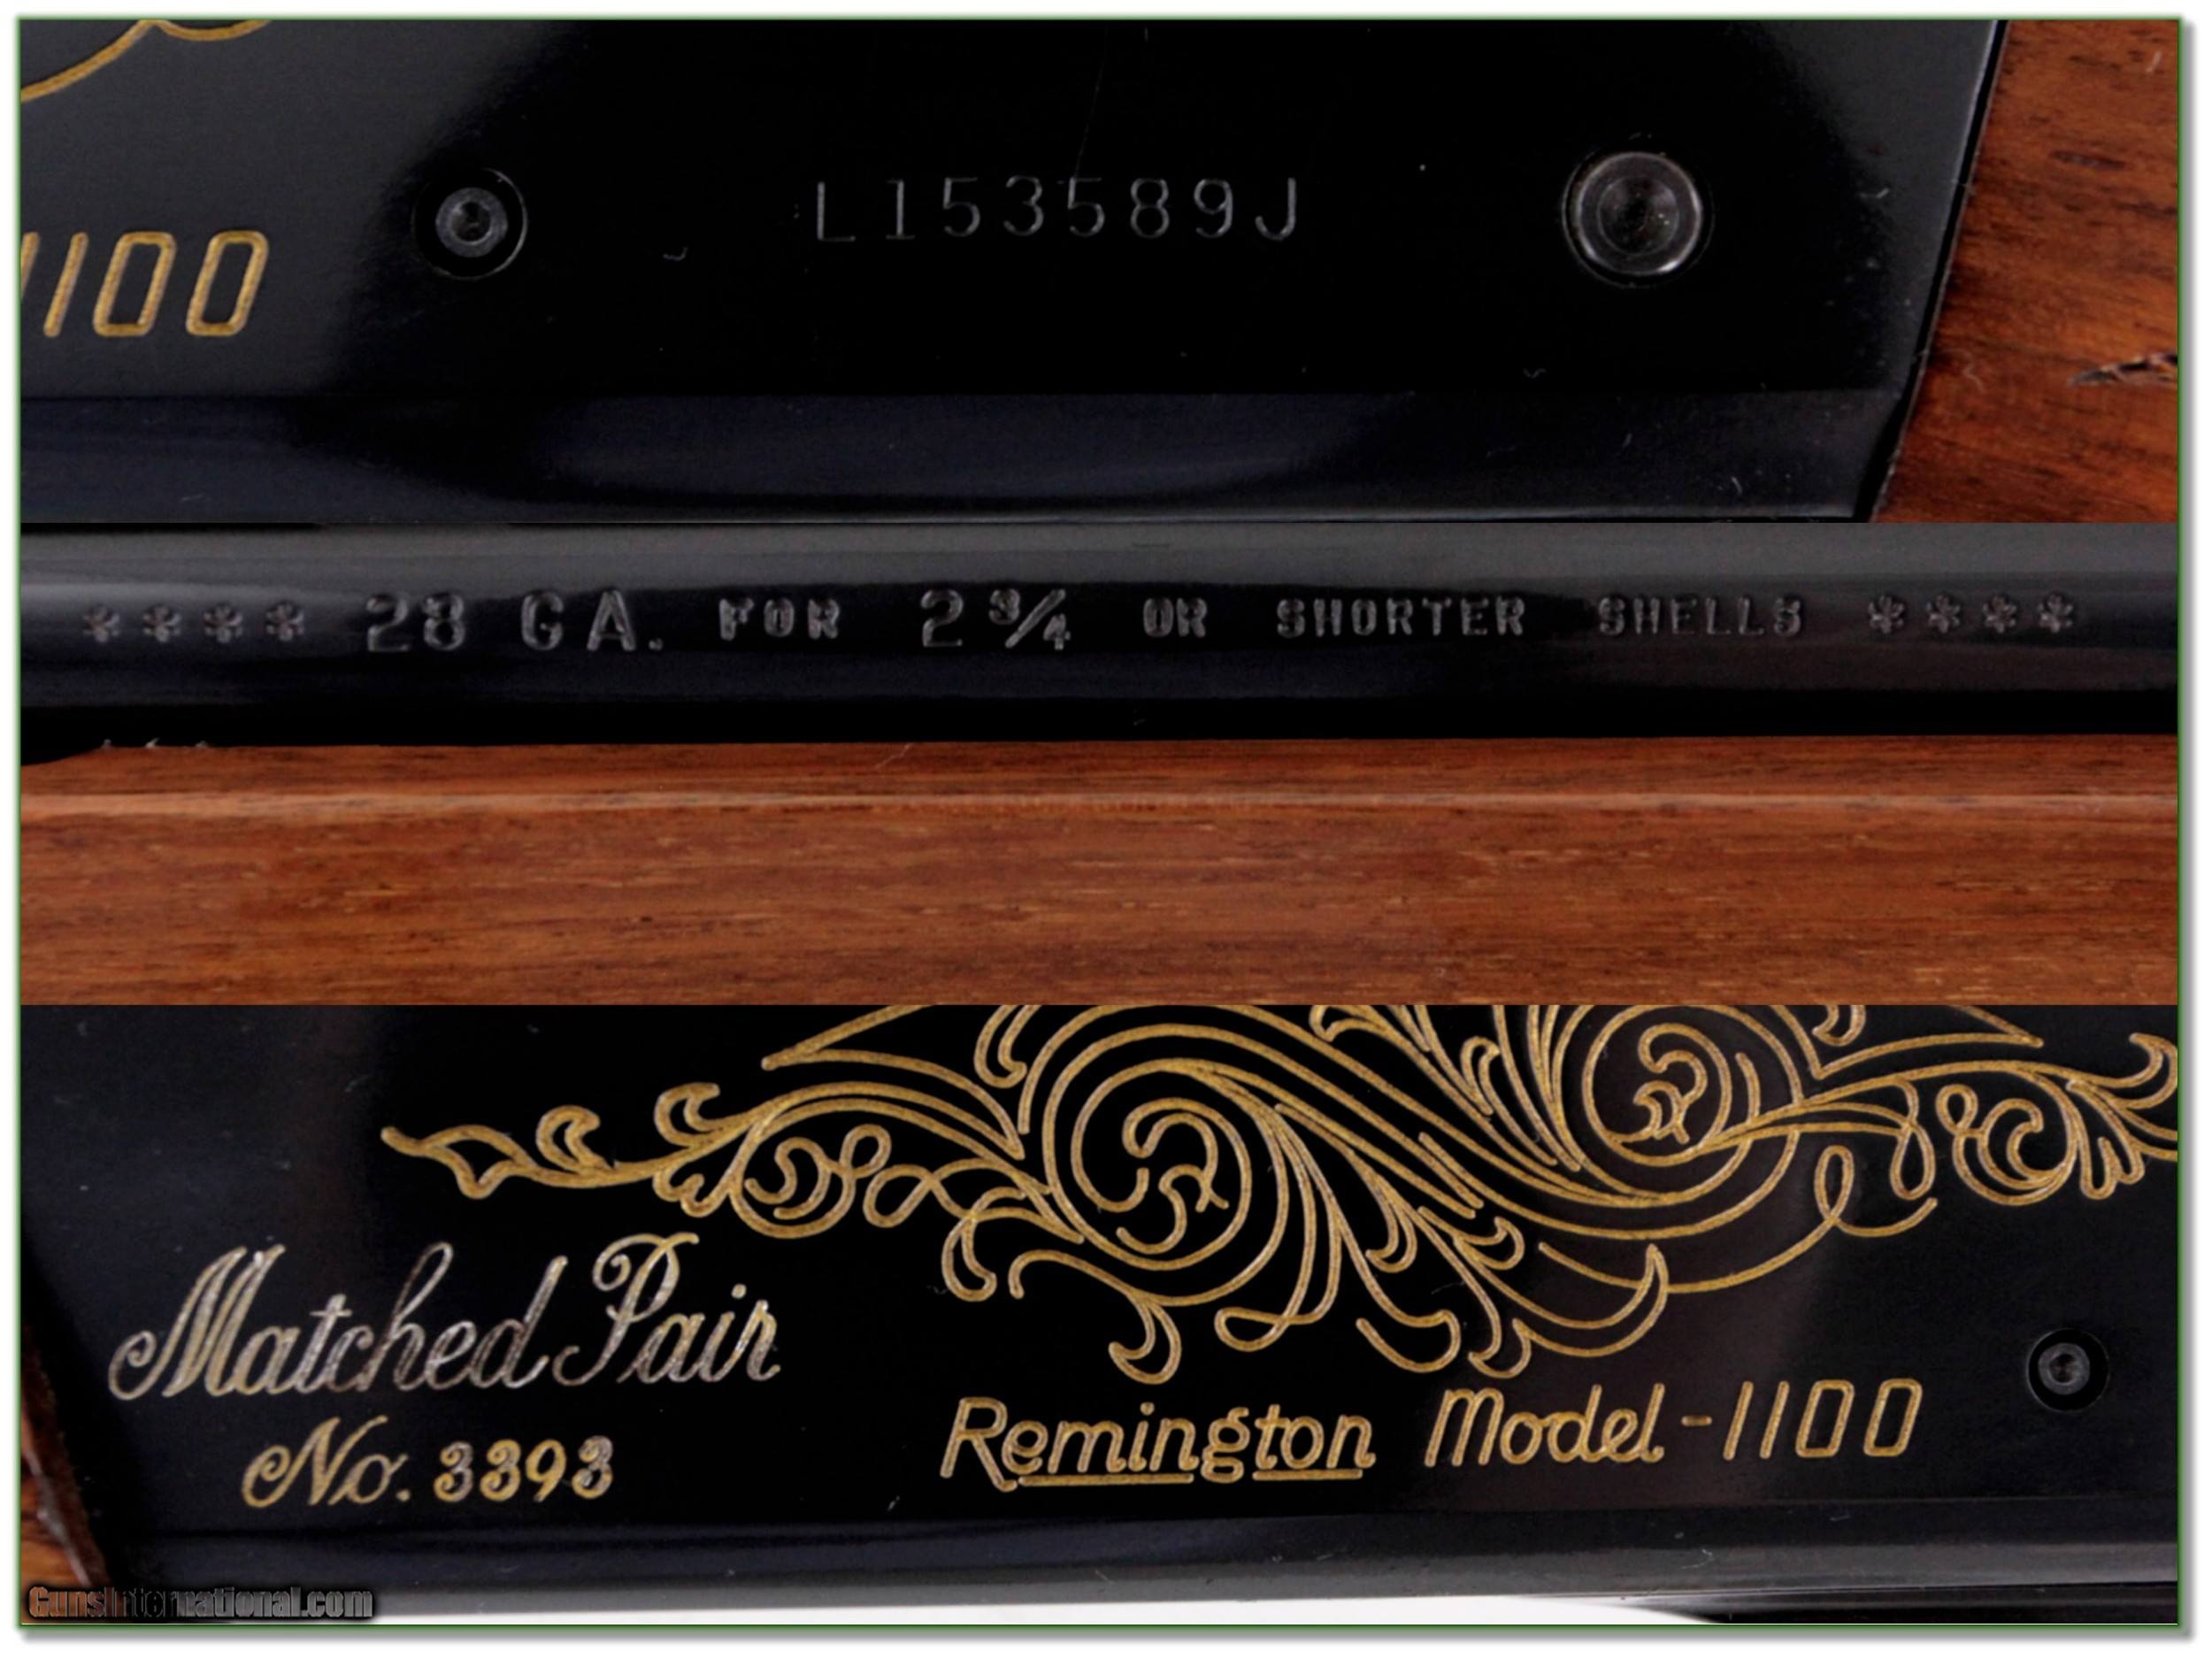 1100
L153589J
**** 28 GA. FOR 2 3/4 OR SHORTER SHELLS ****
Matched Pair
No. 3393
Remington Model-1100
GunsInternational.com